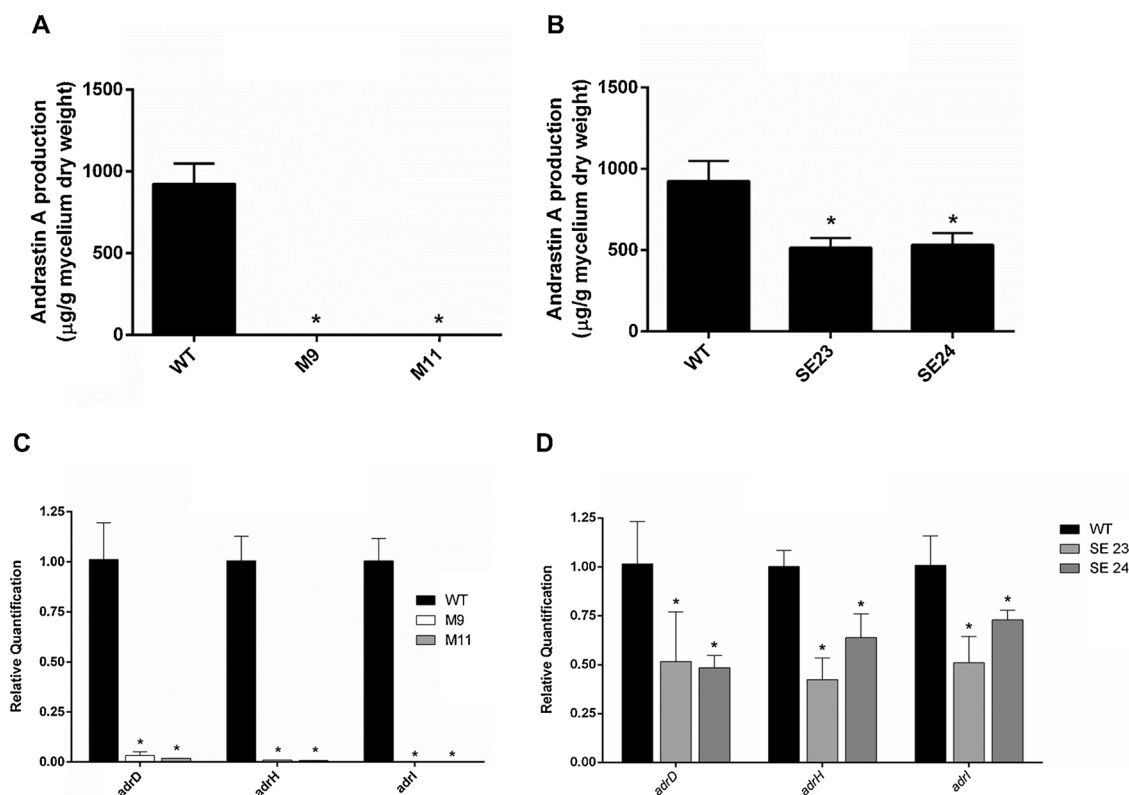 A
Andrastin A production
(µg/g mycelium dry weight)
1500
1000
500
0
*
*
WT
M9
M11
B
Andrastin A production
(µg/g mycelium dry weight)
1500
1000
500
0
*
*
WT
SE23
SE24
C
Relative Quantification
1.25
1.00
0.75
0.50
0.25
0.00
* * * * * *
adrD
adrH
adrI
WT
M9
M11
D
Relative Quantification
1.25
1.00
0.75
0.50
0.25
0.00
* * * * * *
adrD
adrH
adrI
WT
SE 23
SE 24